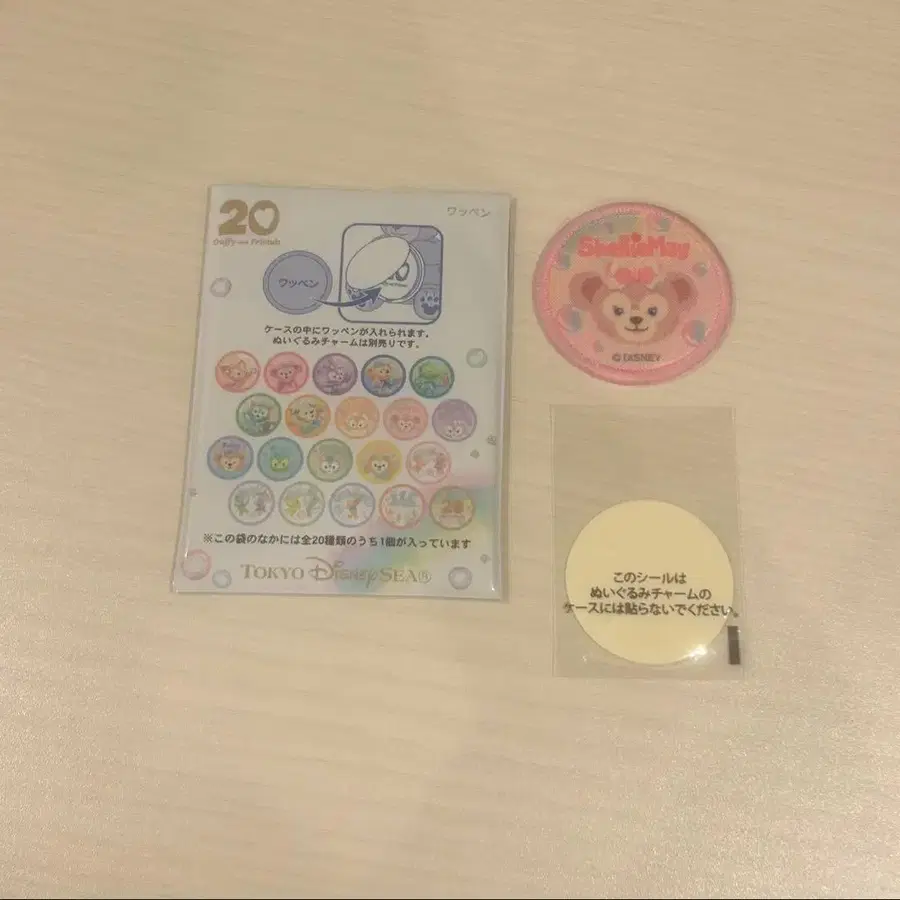 20
Duffy and Friends
ワッペン
ワッペン
ケースの中にワッペンが入れられます。
ぬいぐるみチャームは別売りです。
※この袋のなかには全20種類のうち1個が入っています
TOKYO DISNEY SEA®
ShellieMay
© DISNEY
このシールは
ぬいぐるみチャームの
ケースには貼らないでください。